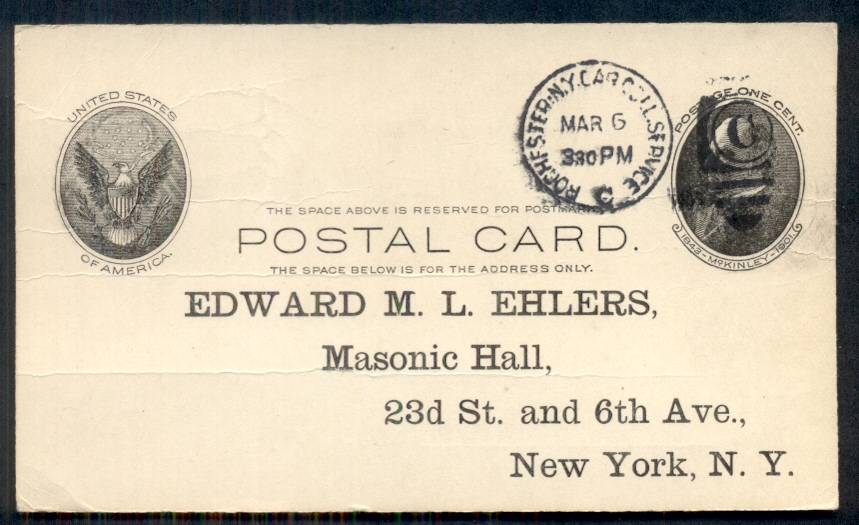 UNITED STATES
OF AMERICA.
ROCHESTER, N.Y. CAR COLL. SERVICE
MAR 6
330 PM
C
POSTAGE ONE CENT.
1843-McKINLEY-1901.
THE SPACE ABOVE IS RESERVED FOR POSTMARK.
POSTAL CARD.
THE SPACE BELOW IS FOR THE ADDRESS ONLY.
EDWARD M. L. EHLERS,
Masonic Hall,
23d St. and 6th Ave.,
New York, N. Y.